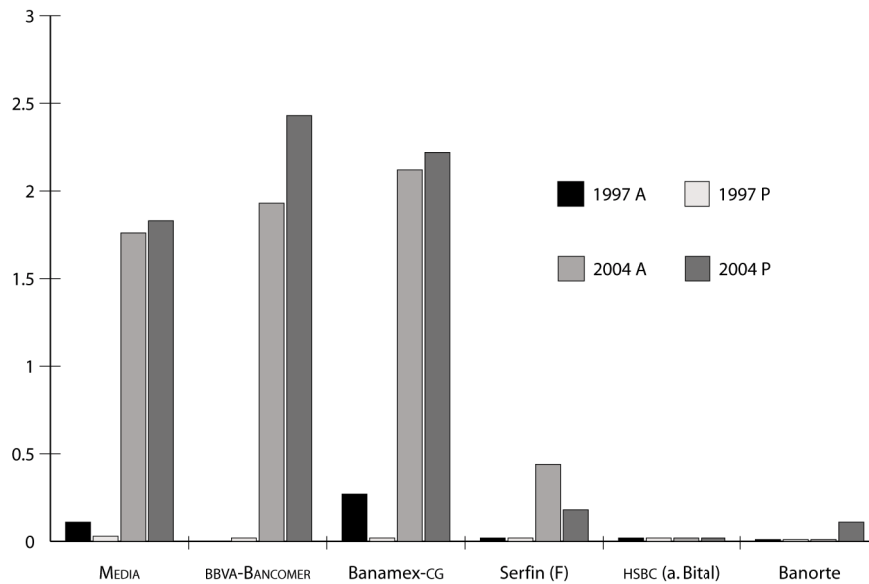 3
2.5
2
1.5
1
0.5
0
1997 A
1997 P
2004 A
2004 P
MEDIA
BBVA-BANCOMER
Banamex-CG
Serfin (F)
HSBC (a. Bital)
Banorte